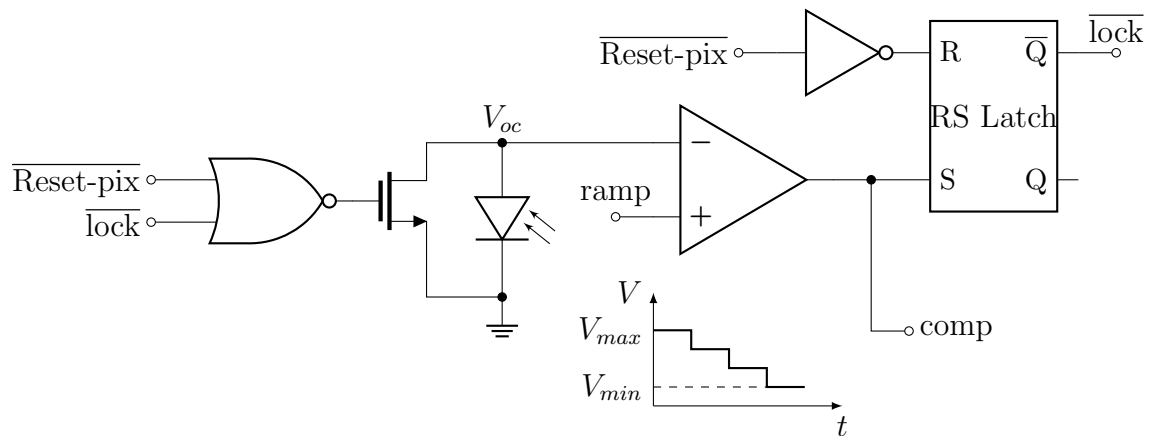 Reset-pix
R
Q
lock
RS Latch
S
Q
Reset-pix
lock
V_oc
−
ramp
+
comp
V
V_max
V_min
t